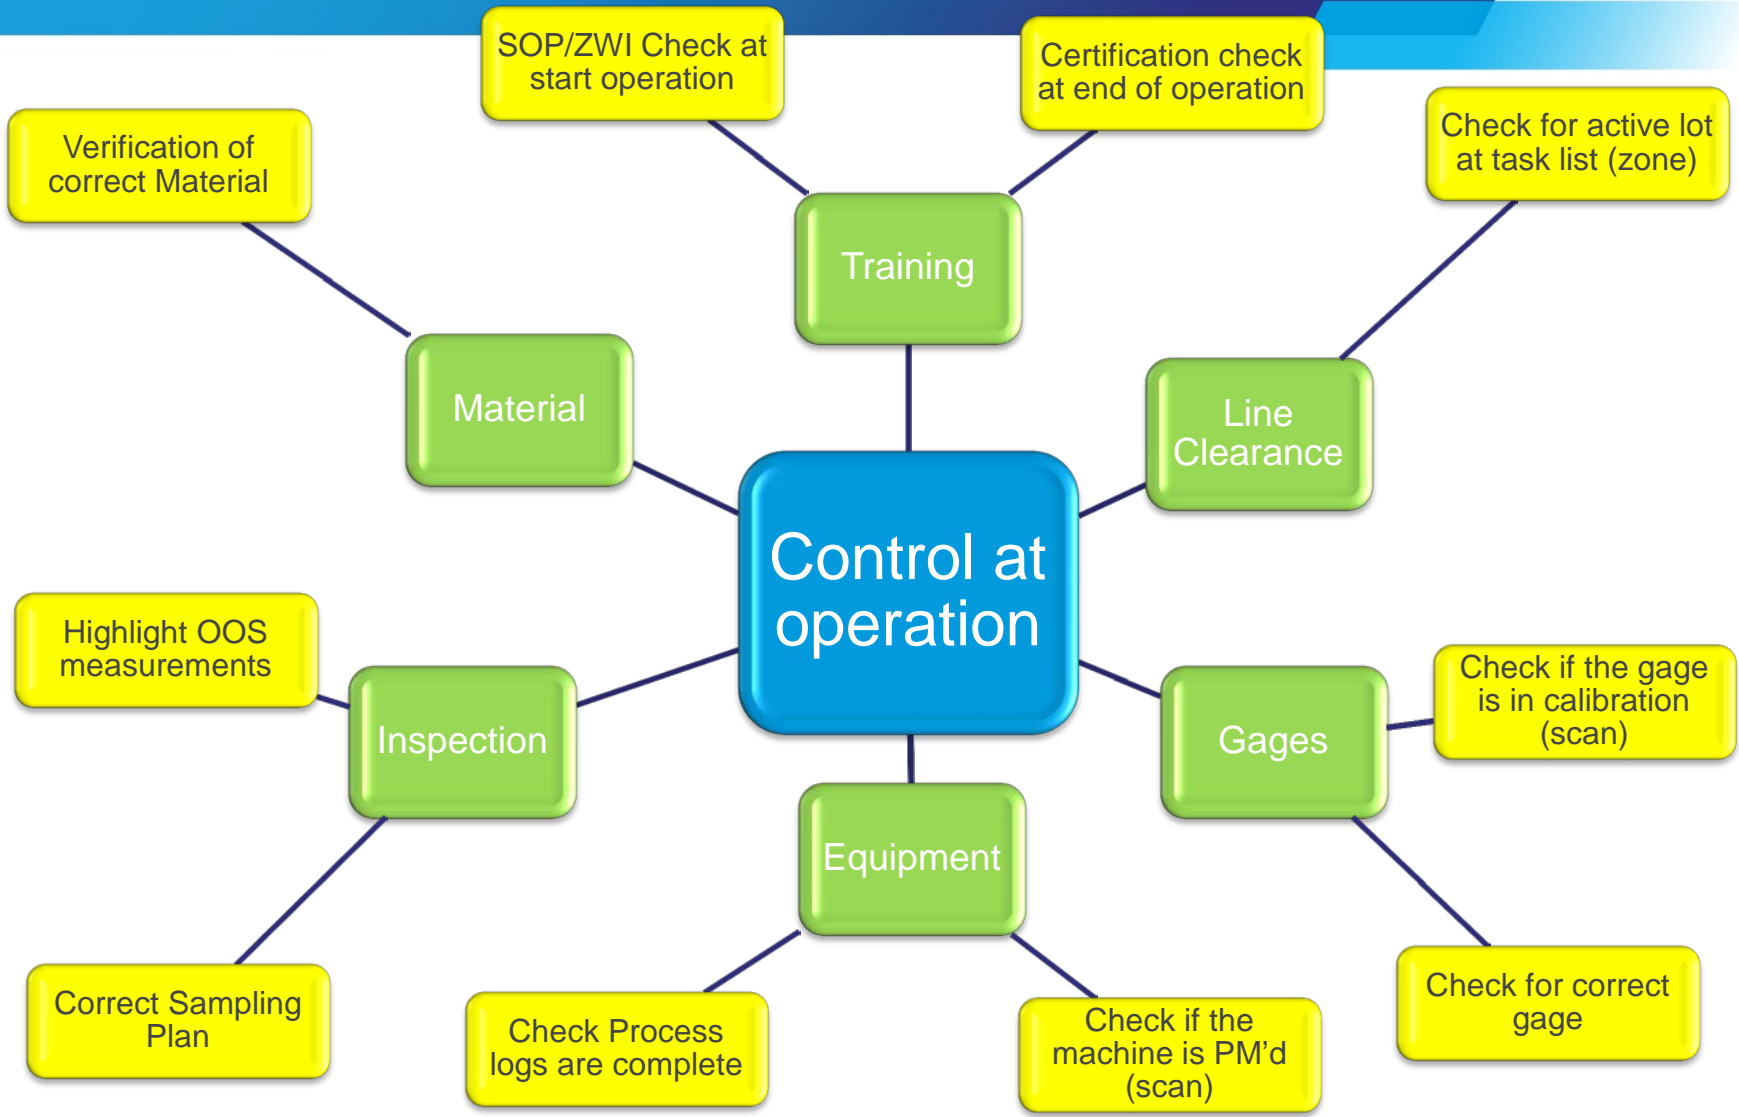 SOP/ZWI Check at
start operation
Certification check
at end of operation
Check for active lot
at task list (zone)
Verification of
correct Material
Training
Material
Line
Clearance
Control at
operation
Highlight OOS
measurements
Inspection
Gages
Check if the gage
is in calibration
(scan)
Equipment
Correct Sampling
Plan
Check Process
logs are complete
Check if the
machine is PM’d
(scan)
Check for correct
gage